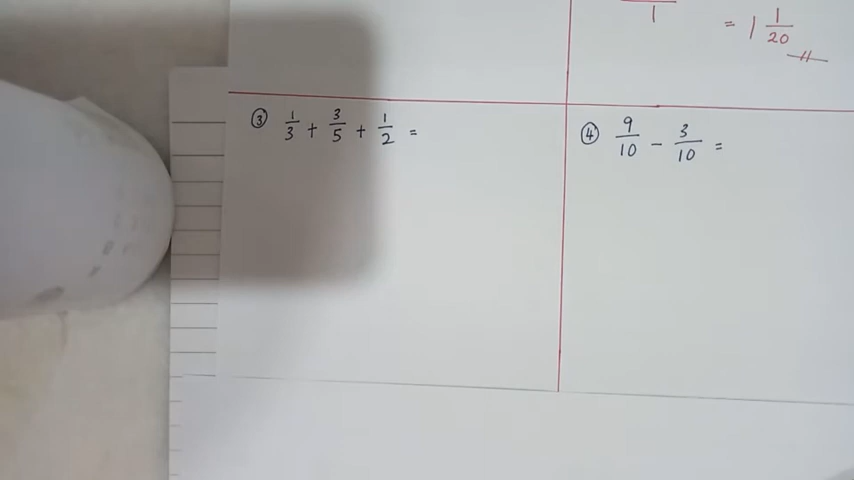 1
= 1 1/20
③ 1/3 + 3/5 + 1/2 =
④ 9/10 − 3/10 =